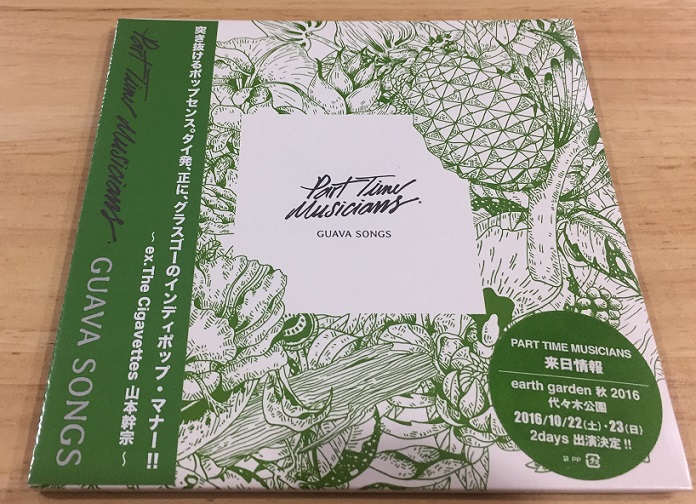 Part Time Musicians.
GUAVA SONGS
突き抜けるポップセンス。タイ発、正に、グラスゴーのインディポップ・マナー!!
～ex.The Cigavettes 山本幹宗～
Part Time
Musicians.
GUAVA SONGS
PART TIME MUSICIANS
来日情報
earth garden 秋 2016
代々木公園
2016/10/22(土)・23(日)
2days 出演決定!!
袋 PP